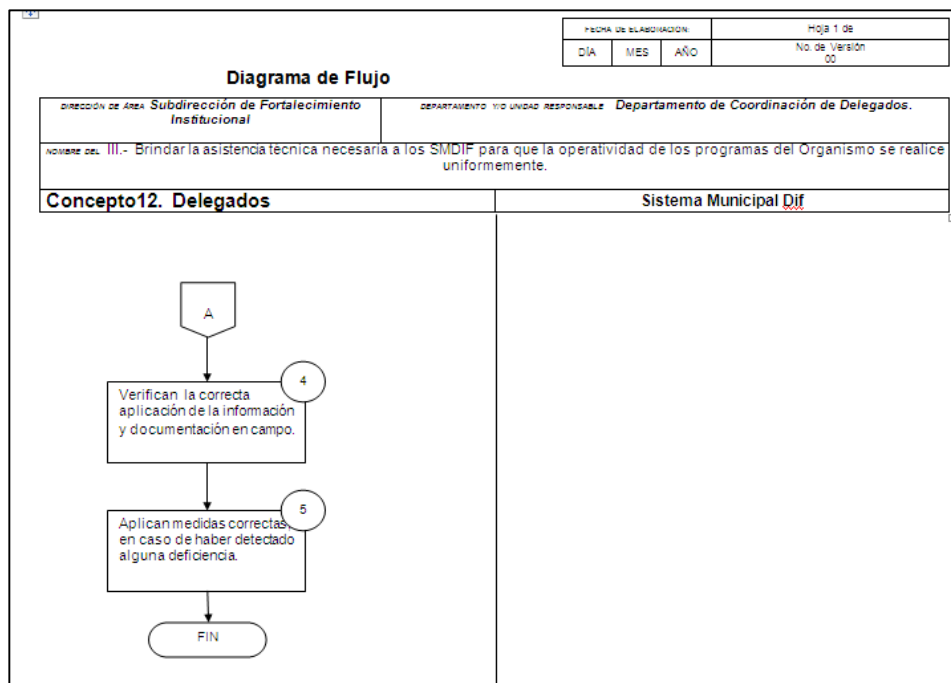 FECHA DE ELABORACIÓN:
Hoja 1 de
DÍA MES AÑO
No. de Versión
00
Diagrama de Flujo
DIRECCIÓN DE ÁREA Subdirección de Fortalecimiento
Institucional
DEPARTAMENTO Y/O UNIDAD RESPONSABLE Departamento de Coordinación de Delegados.
NOMBRE DEL III.- Brindar la asistencia técnica necesaria a los SMDIF para que la operatividad de los programas del Organismo se realice
uniformemente.
Concepto12. Delegados
Sistema Municipal Dif
A
4
Verifican la correcta
aplicación de la información
y documentación en campo.
5
Aplican medidas correctas,
en caso de haber detectado
alguna deficiencia.
FIN